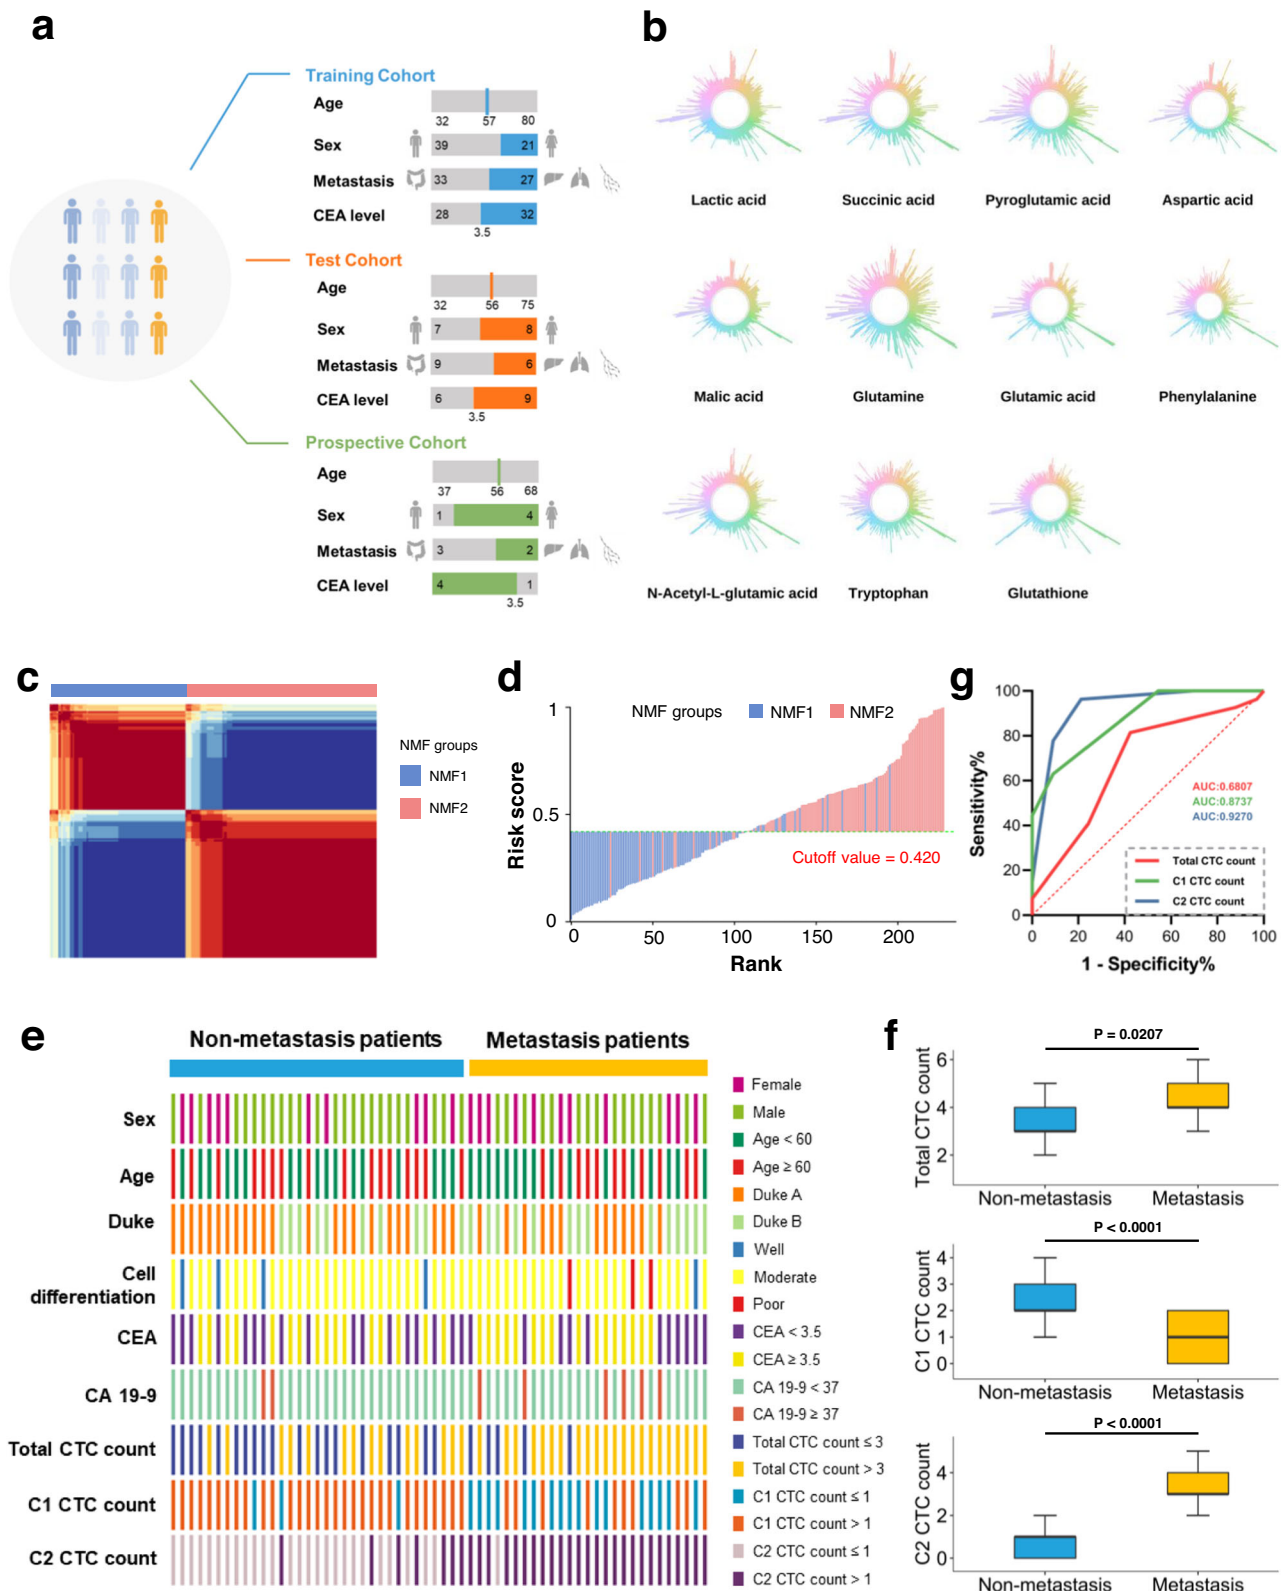 a
Training Cohort
Age
32 57 80
Sex
39 21
Metastasis
33 27
CEA level
28 32
3.5
Test Cohort
Age
32 56 75
Sex
7 8
Metastasis
9 6
CEA level
6 9
3.5
Prospective Cohort
Age
37 56 68
Sex
1 4
Metastasis
3 2
CEA level
4 1
3.5
b
Lactic acid Succinic acid Pyroglutamic acid Aspartic acid
Malic acid Glutamine Glutamic acid Phenylalanine
N-Acetyl-L-glutamic acid Tryptophan Glutathione
c
NMF groups
NMF1
NMF2
d
NMF groups NMF1 NMF2
Risk score
1
0.5
0
Cutoff value = 0.420
0 50 100 150 200
Rank
g
Sensitivity%
100
80
60
40
20
0
AUC:0.6807
AUC:0.8737
AUC:0.9270
Total CTC count
C1 CTC count
C2 CTC count
0 20 40 60 80 100
1 - Specificity%
e
Non-metastasis patients Metastasis patients
Sex
Age
Duke
Cell
differentiation
CEA
CA 19-9
Total CTC count
C1 CTC count
C2 CTC count
Female
Male
Age < 60
Age ≥ 60
Duke A
Duke B
Well
Moderate
Poor
CEA < 3.5
CEA ≥ 3.5
CA 19-9 < 37
CA 19-9 ≥ 37
Total CTC count ≤ 3
Total CTC count > 3
C1 CTC count ≤ 1
C1 CTC count > 1
C2 CTC count ≤ 1
C2 CTC count > 1
f
P = 0.0207
Total CTC count
6
4
2
Non-metastasis Metastasis
P < 0.0001
C1 CTC count
4
3
2
1
0
Non-metastasis Metastasis
P < 0.0001
C2 CTC count
4
2
0
Non-metastasis Metastasis